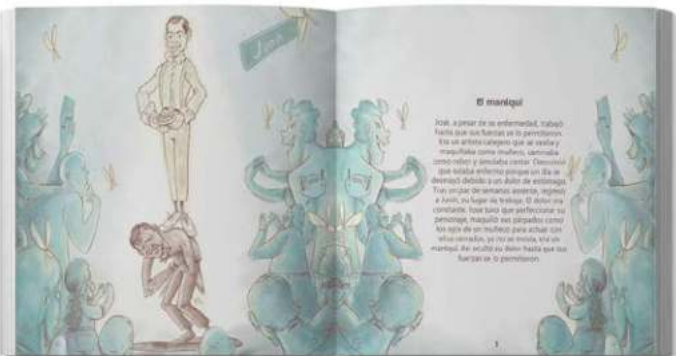 Junín
El maniquí
José, a pesar de su enfermedad, trabajó
hasta que sus fuerzas se lo permitieron.
Era un artista callejero que se vestía y
maquillaba como muñeco, caminaba
como robot y simulaba cantar. Descubrió
que estaba enfermo porque un día se
desmayó debido a un dolor de estómago.
Tras un par de semanas ausente, regresó
a Junín, su lugar de trabajo. El dolor era
constante. José tuvo que perfeccionar su
personaje, maquilló sus párpados como
los ojos de un muñeco para actuar con
ellos cerrados, ya no se movía, era un
maniquí. Así ocultó su dolor hasta que sus
fuerzas se lo permitieron.